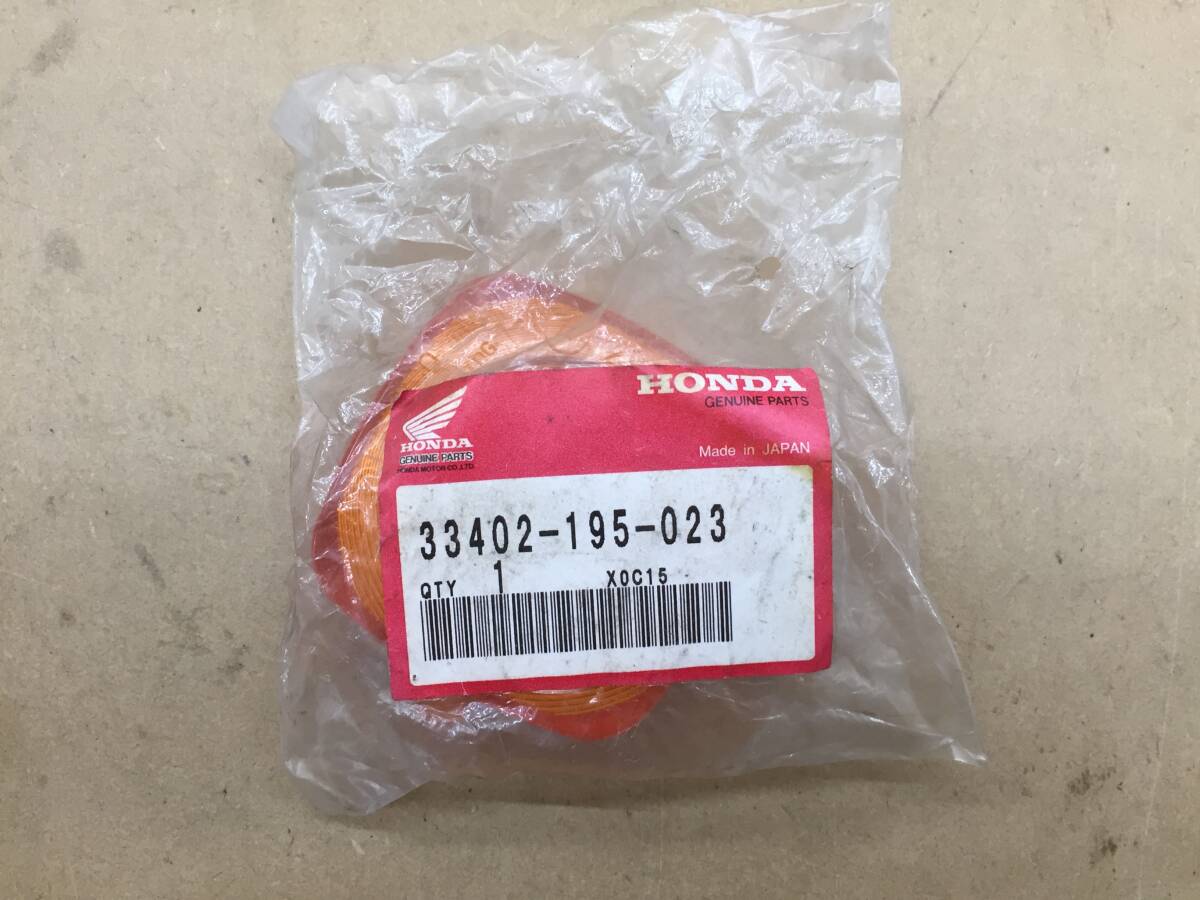 HONDA
GENUINE PARTS
HONDA
GENUINE PARTS
HONDA MOTOR CO.,LTD.
Made in JAPAN
33402-195-023
QTY 1 X0C15